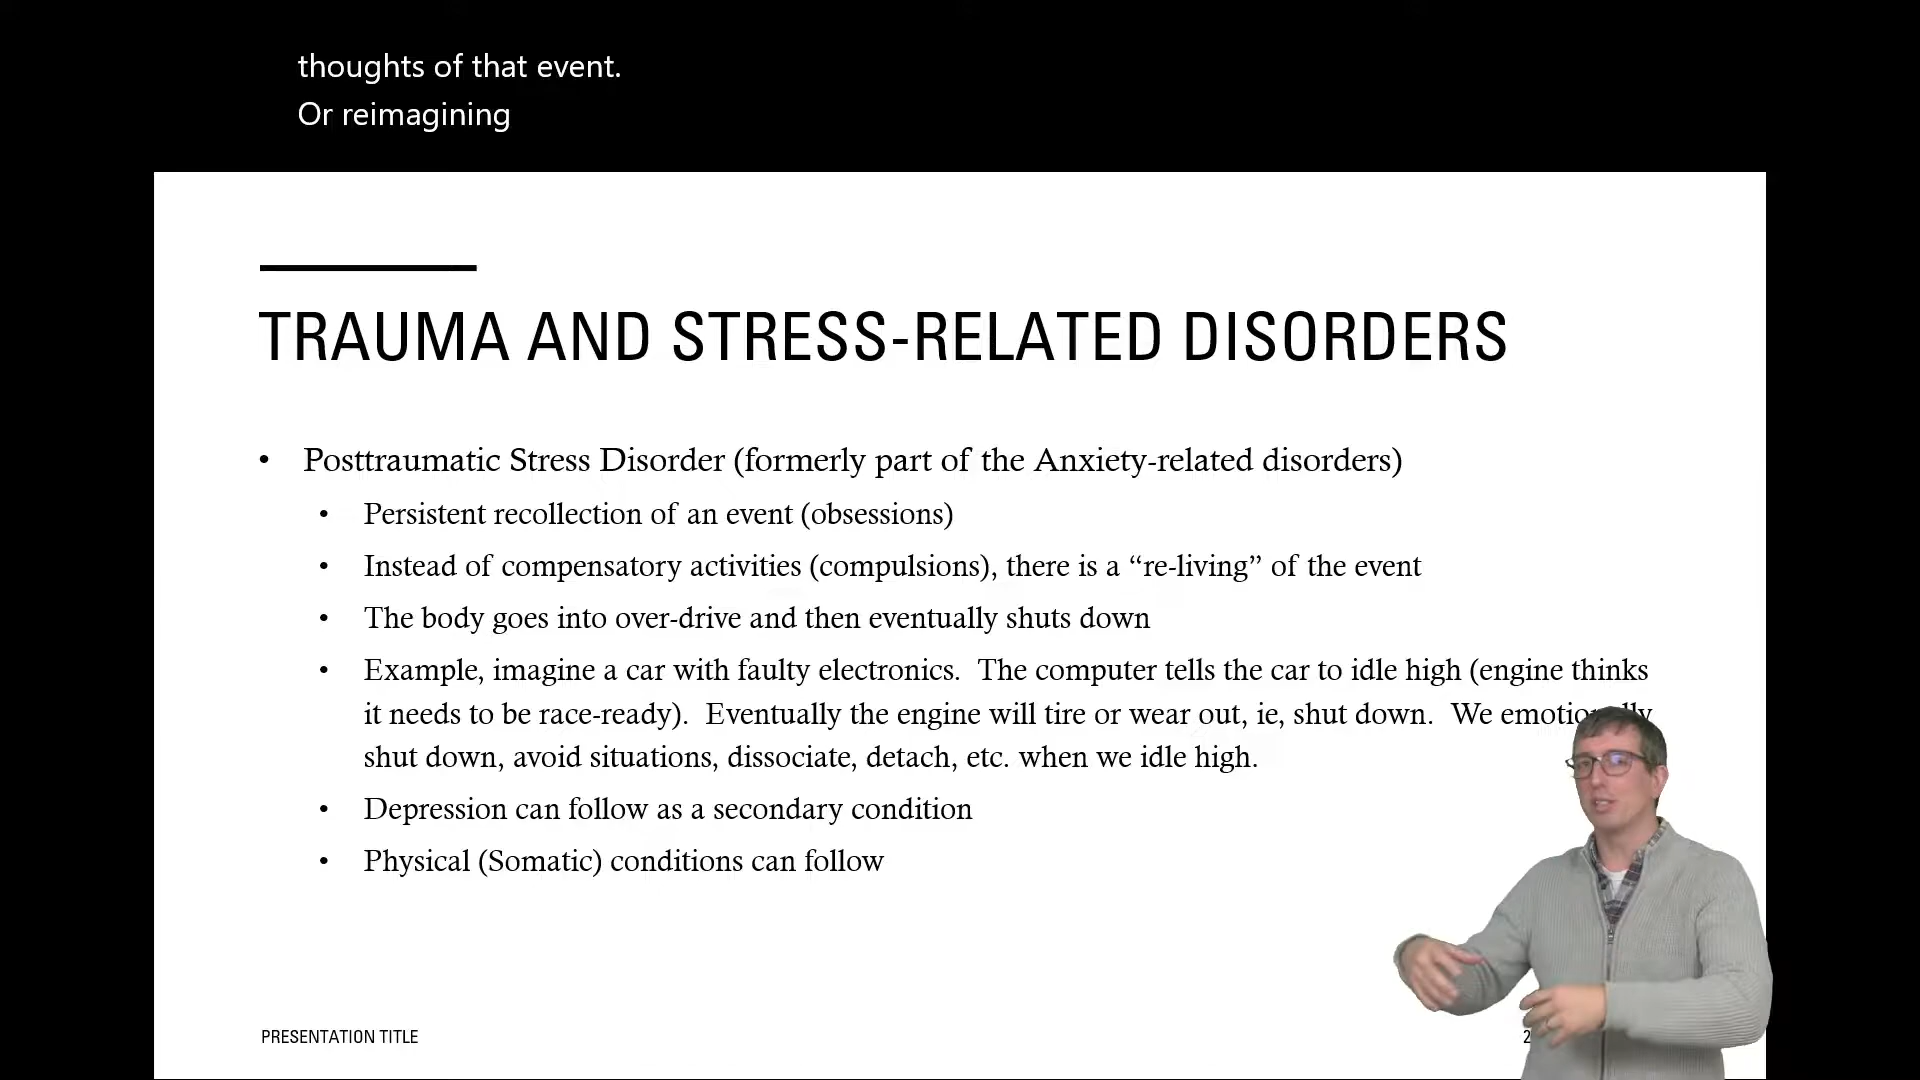 thoughts of that event.
Or reimagining
TRAUMA AND STRESS-RELATED DISORDERS
• Posttraumatic Stress Disorder (formerly part of the Anxiety-related disorders)
• Persistent recollection of an event (obsessions)
• Instead of compensatory activities (compulsions), there is a “re-living” of the event
• The body goes into over-drive and then eventually shuts down
• Example, imagine a car with faulty electronics.  The computer tells the car to idle high (engine thinks
it needs to be race-ready).  Eventually the engine will tire or wear out, ie, shut down.  We emotionally
shut down, avoid situations, dissociate, detach, etc. when we idle high.
• Depression can follow as a secondary condition
• Physical (Somatic) conditions can follow
PRESENTATION TITLE